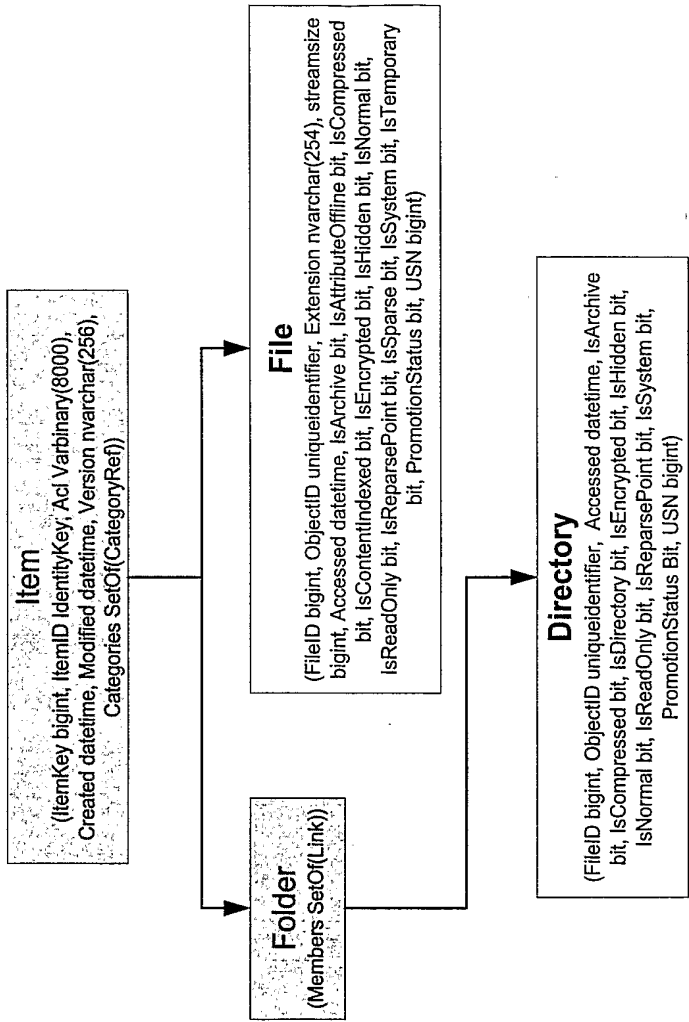 Item
(ItemKey bigint, ItemID IdentityKey, Acl Varbinary(8000),
Created datetime, Modified datetime, Version nvarchar(256),
Categories SetOf(CategoryRef))
Folder
(Members SetOf(Link))
File
(FileID bigint, ObjectID uniqueidentifier, Extension nvarchar(254), streamsize
bigint, Accessed datetime, IsArchive bit, IsAttributeOffline bit, IsCompressed
bit, IsContentIndexed bit, IsEncrypted bit, IsHidden bit, IsNormal bit,
IsReadOnly bit, IsReparsePoint bit, IsSparse bit, IsSystem bit, IsTemporary
bit, PromotionStatus bit, USN bigint)
Directory
(FileID bigint, ObjectID uniqueidentifier, Accessed datetime, IsArchive
bit, IsCompressed bit, IsDirectory bit, IsEncrypted bit, IsHidden bit,
IsNormal bit, IsReadOnly bit, IsReparsePoint bit, IsSystem bit,
PromotionStatus Bit, USN bigint)